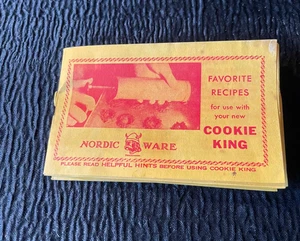 FAVORITE
RECIPES
for use with
your new
COOKIE
KING
NORDIC WARE
PLEASE READ HELPFUL HINTS BEFORE USING COOKIE KING